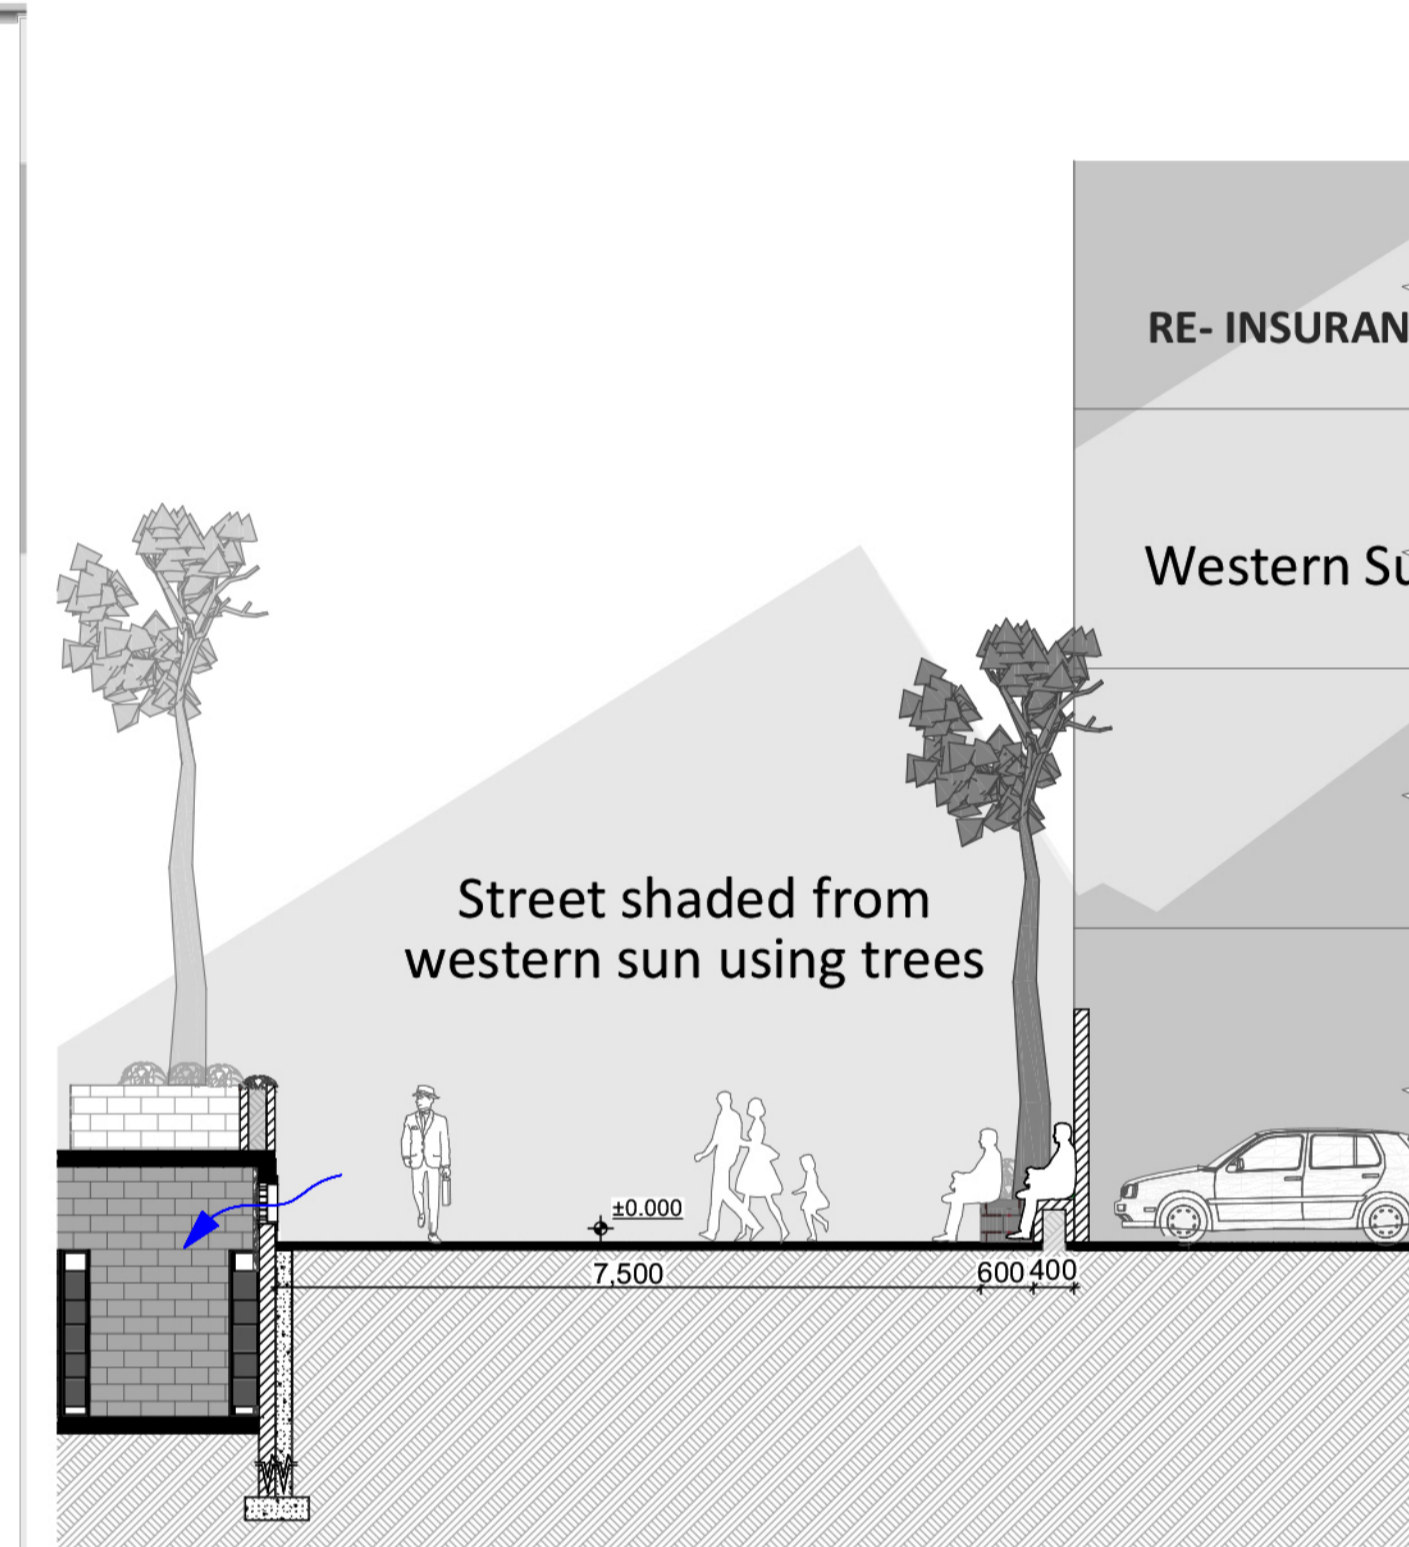 RE- INSURAN
Western Su
Street shaded from
western sun using trees
±0.000
7,500
600
400